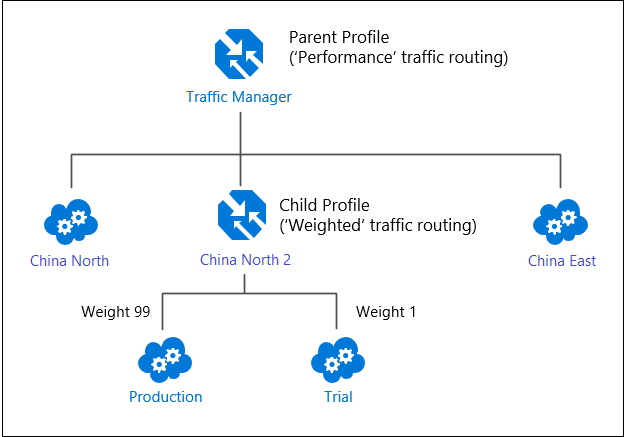 Parent Profile
(‘Performance’ traffic routing)
Traffic Manager
Child Profile
(‘Weighted’ traffic routing)
China North
China North 2
China East
Weight 99
Weight 1
Production
Trial